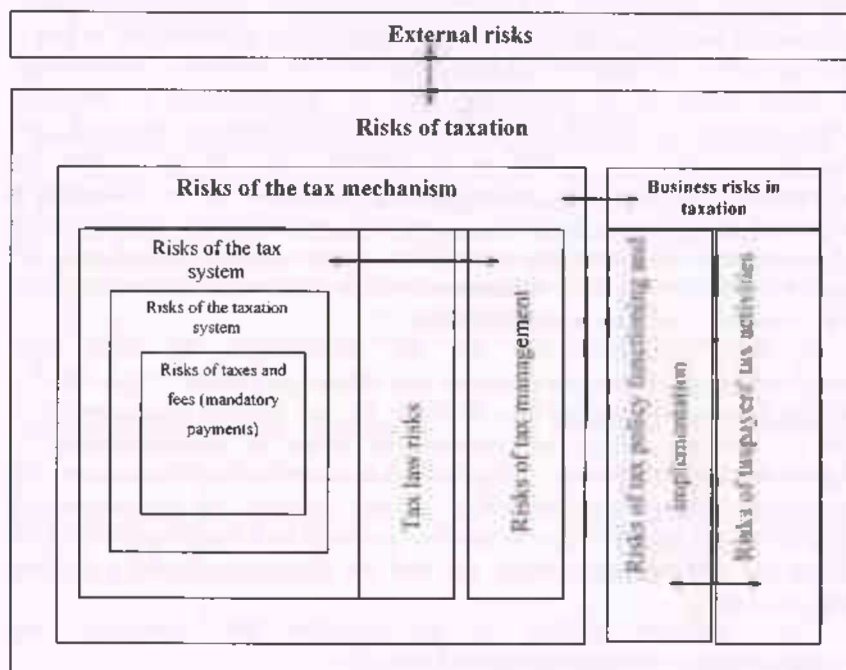 External risks
Risks of taxation
Risks of the tax mechanism
Business risks in
taxation
Risks of the tax
system
Risks of the taxation
system
Risks of taxes and
fees (mandatory
payments)
Tax law risks
Risks of tax management
Risks of tax policy functioning and
implementation
Risks of taxpayers' tax activities